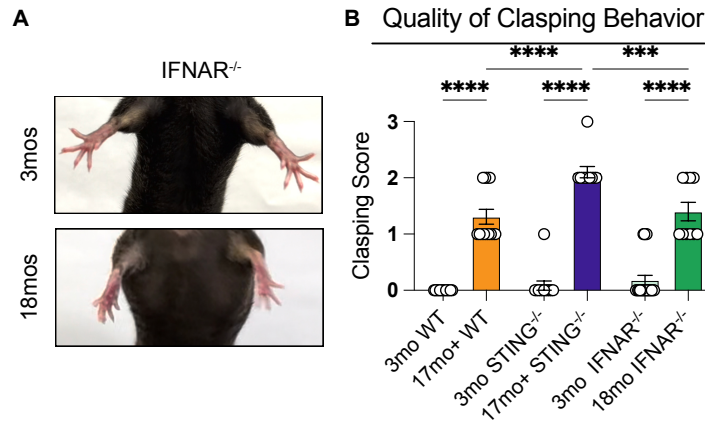 A
IFNAR-/-
3mos
18mos
B
Quality of Clasping Behavior
**** ***
**** **** ****
Clasping Score
3
2
1
0
3mo WT
17mo+ WT
3mo STING-/-
17mo+ STING-/-
3mo IFNAR-/-
18mo IFNAR-/-